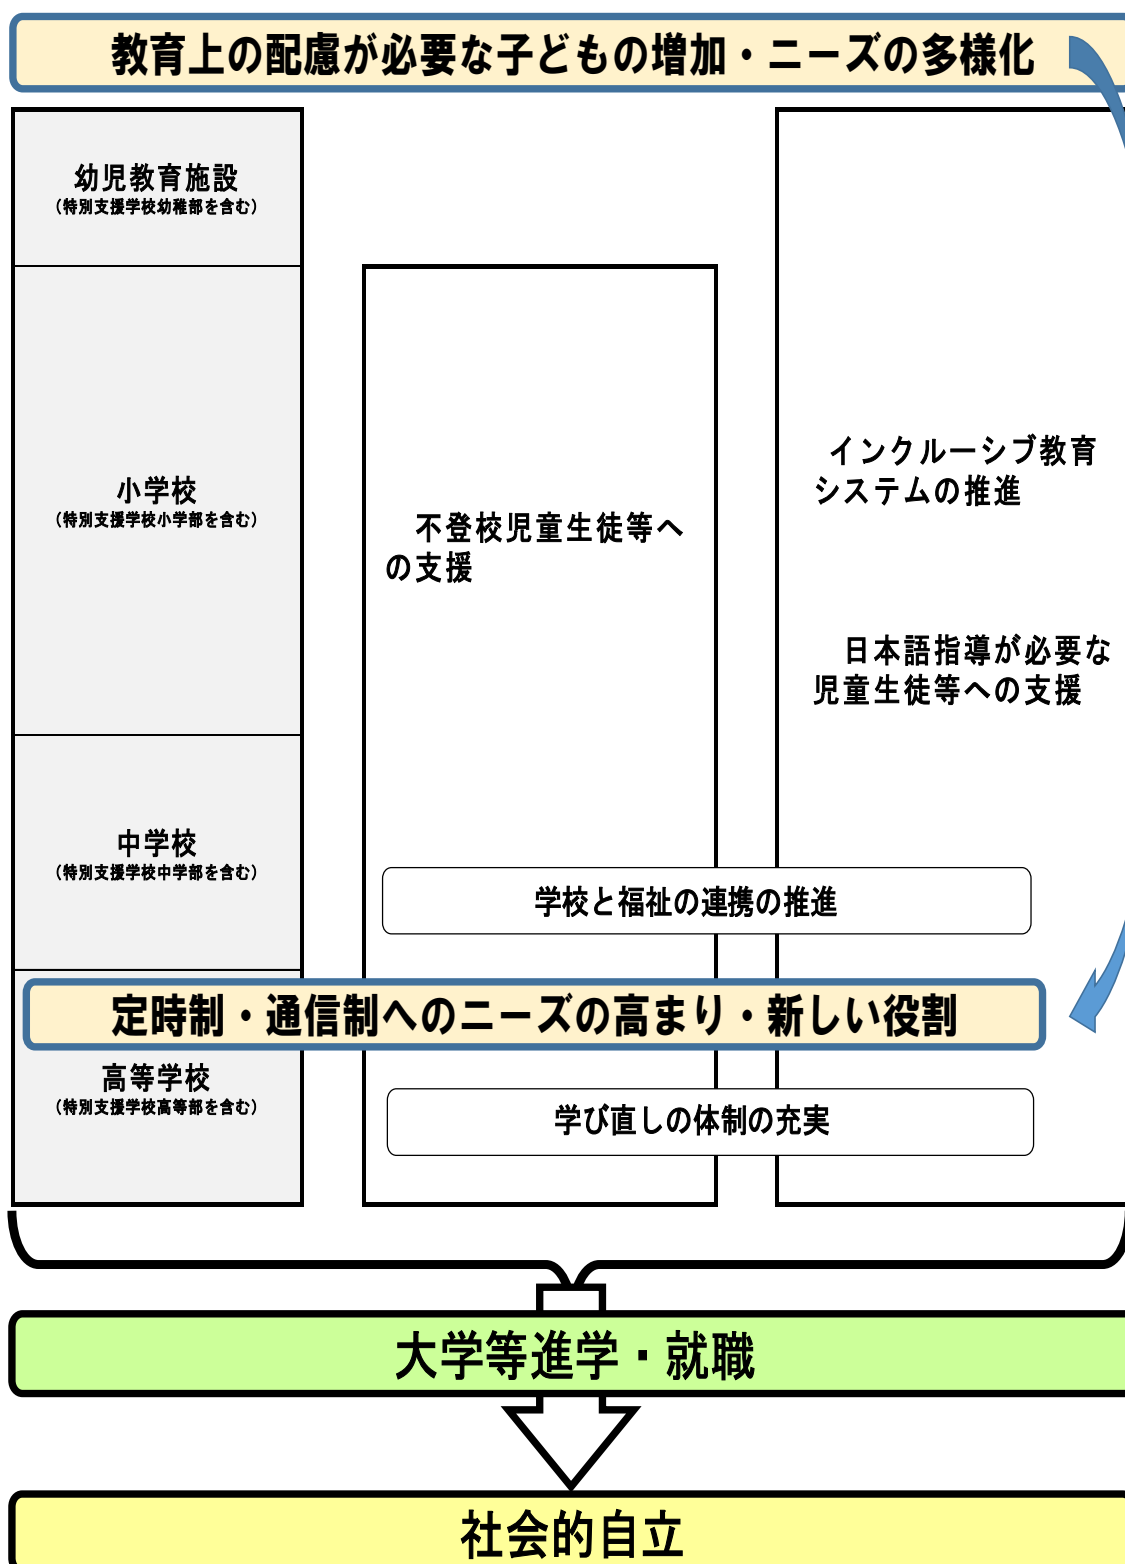 教育上の配慮が必要な子どもの増加・ニーズの多様化
幼児教育施設
（特別支援学校幼稚部を含む）
小学校
（特別支援学校小学部を含む）
中学校
（特別支援学校中学部を含む）
不登校児童生徒等へ
の支援
インクルーシブ教育
システムの推進
日本語指導が必要な
児童生徒等への支援
学校と福祉の連携の推進
定時制・通信制へのニーズの高まり・新しい役割
高等学校
（特別支援学校高等部を含む）
学び直しの体制の充実
大学等進学・就職
社会的自立